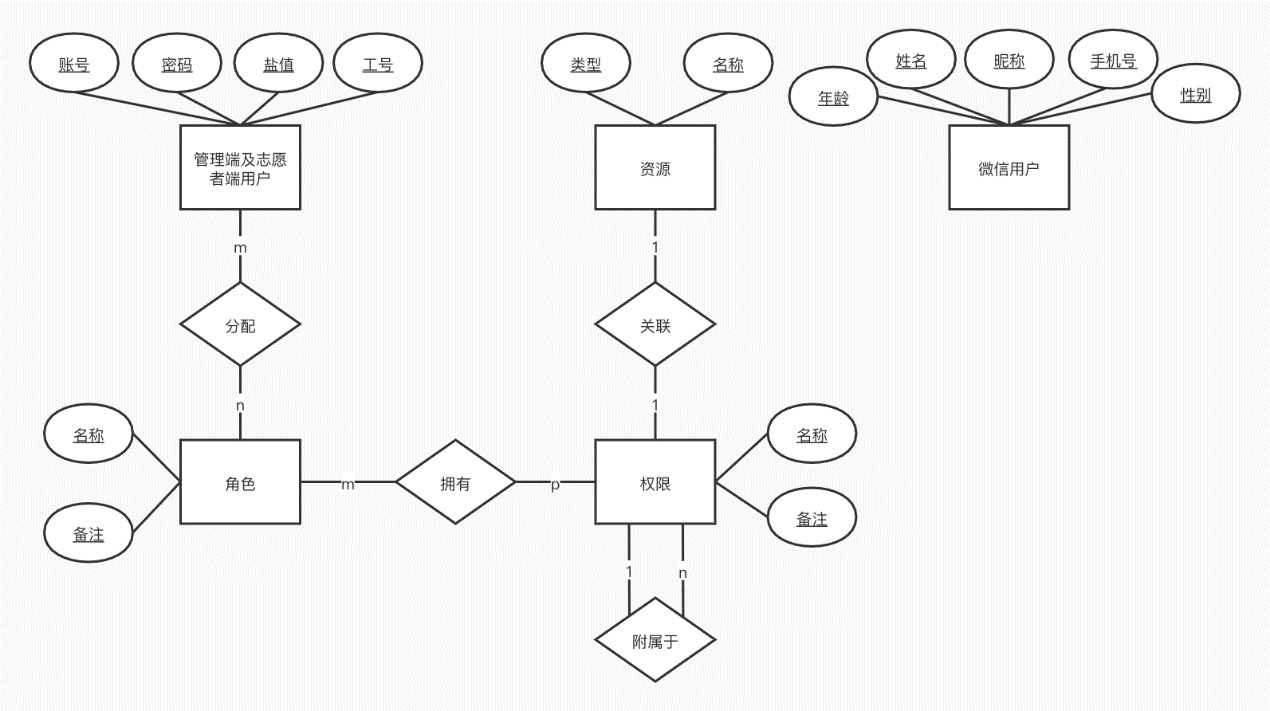 账号
密码
盐值
工号
类型
名称
年龄
姓名
昵称
手机号
性别
管理端及志愿
者端用户
资源
微信用户
m
1
分配
关联
n
1
名称
备注
角色
m
拥有
p
权限
名称
备注
1
n
附属于